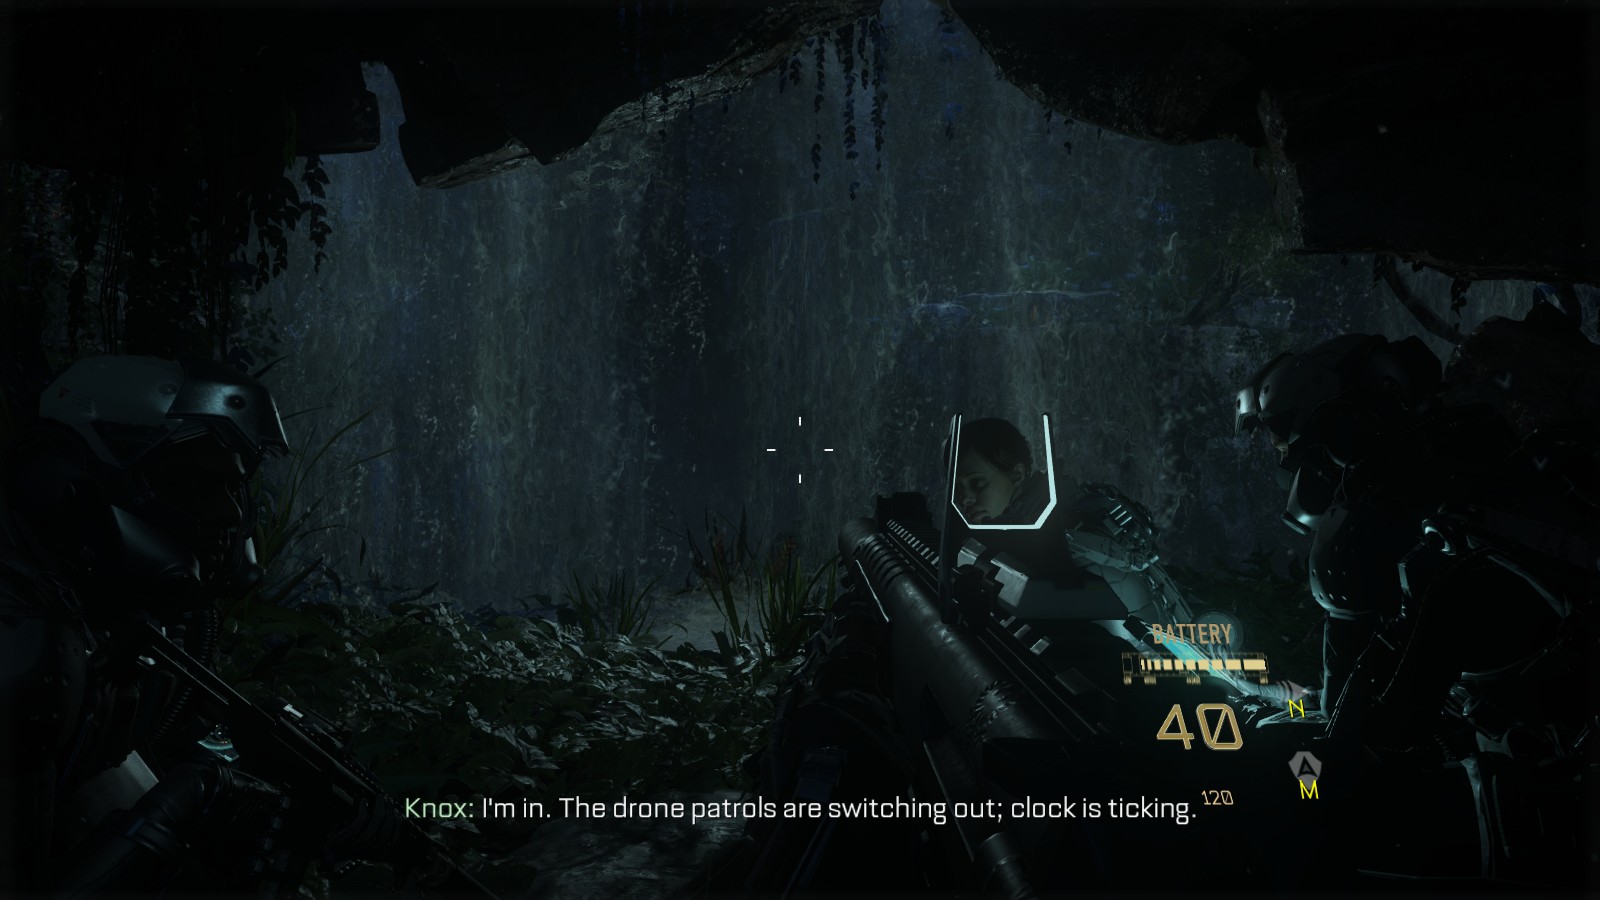 BATTERY
40
N
M
120
Knox: I'm in. The drone patrols are switching out; clock is ticking.